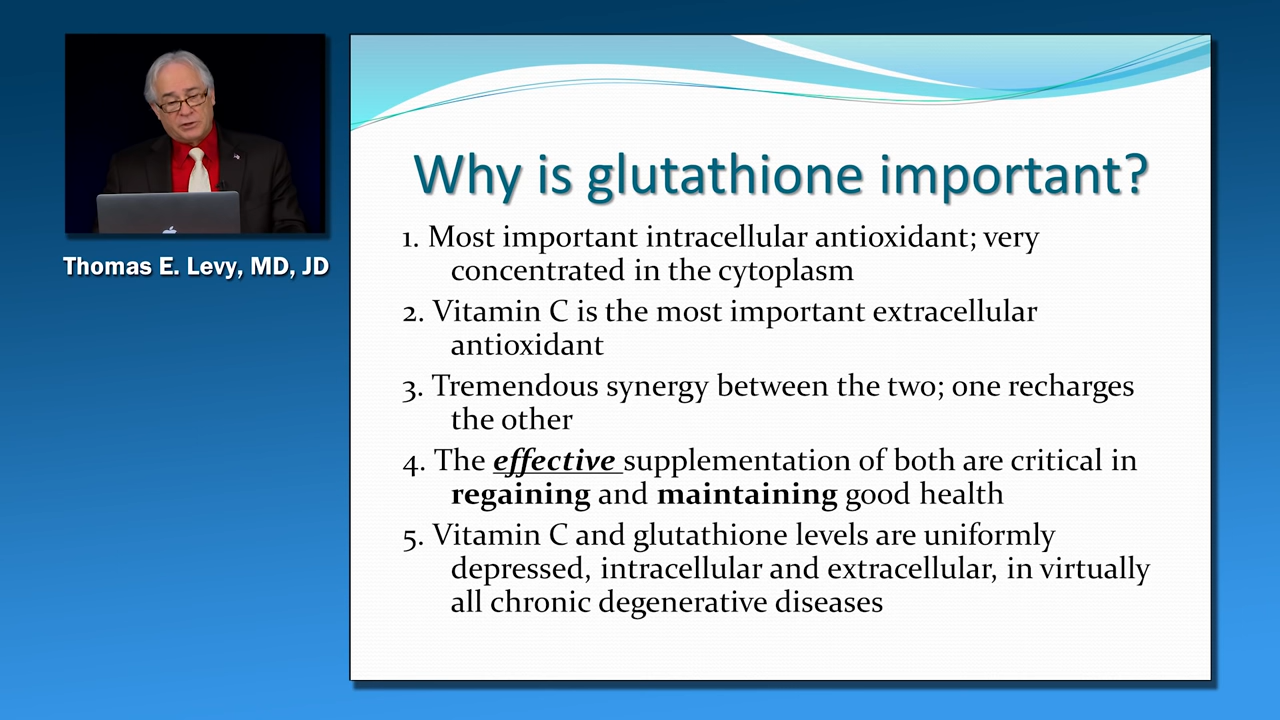 Thomas E. Levy, MD, JD
Why is glutathione important?
1. Most important intracellular antioxidant; very
concentrated in the cytoplasm
2. Vitamin C is the most important extracellular
antioxidant
3. Tremendous synergy between the two; one recharges
the other
4. The effective supplementation of both are critical in
regaining and maintaining good health
5. Vitamin C and glutathione levels are uniformly
depressed, intracellular and extracellular, in virtually
all chronic degenerative diseases